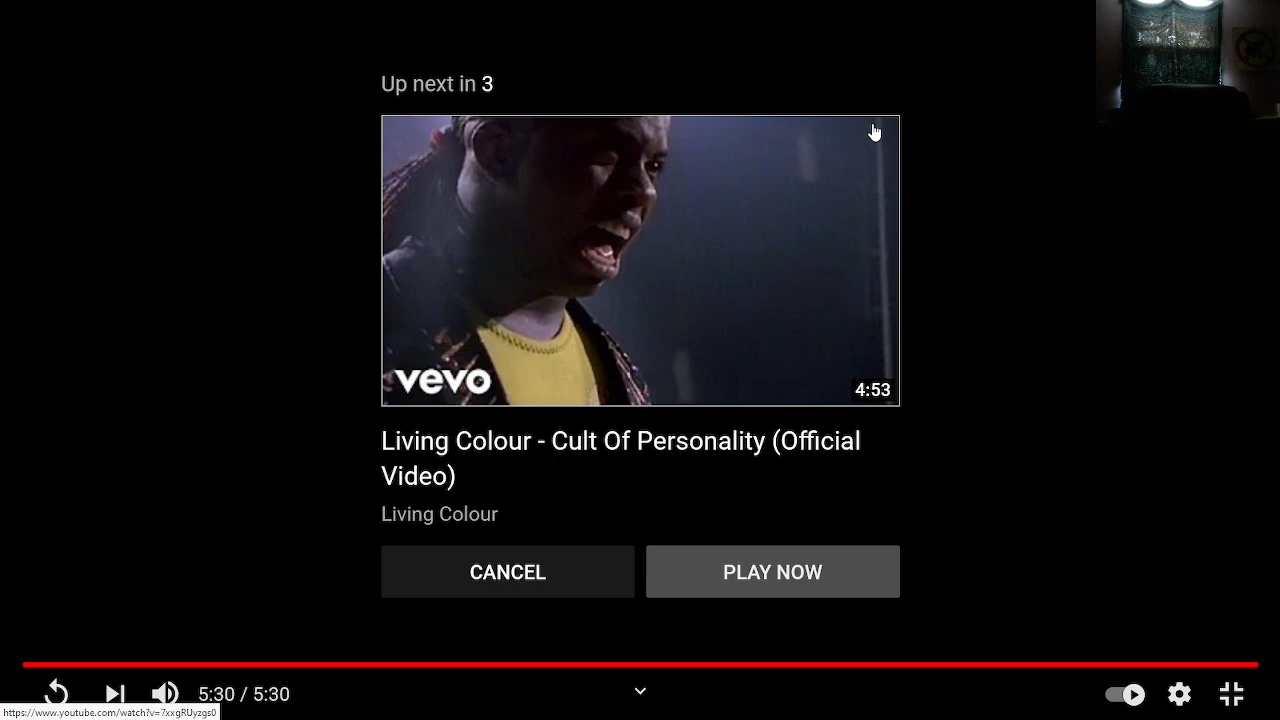 Up next in 3
vevo
4:53
Living Colour - Cult Of Personality (Official
Video)
Living Colour
CANCEL
PLAY NOW
5:30 / 5:30
https://www.youtube.com/watch?v=7xxgRUyzgs0